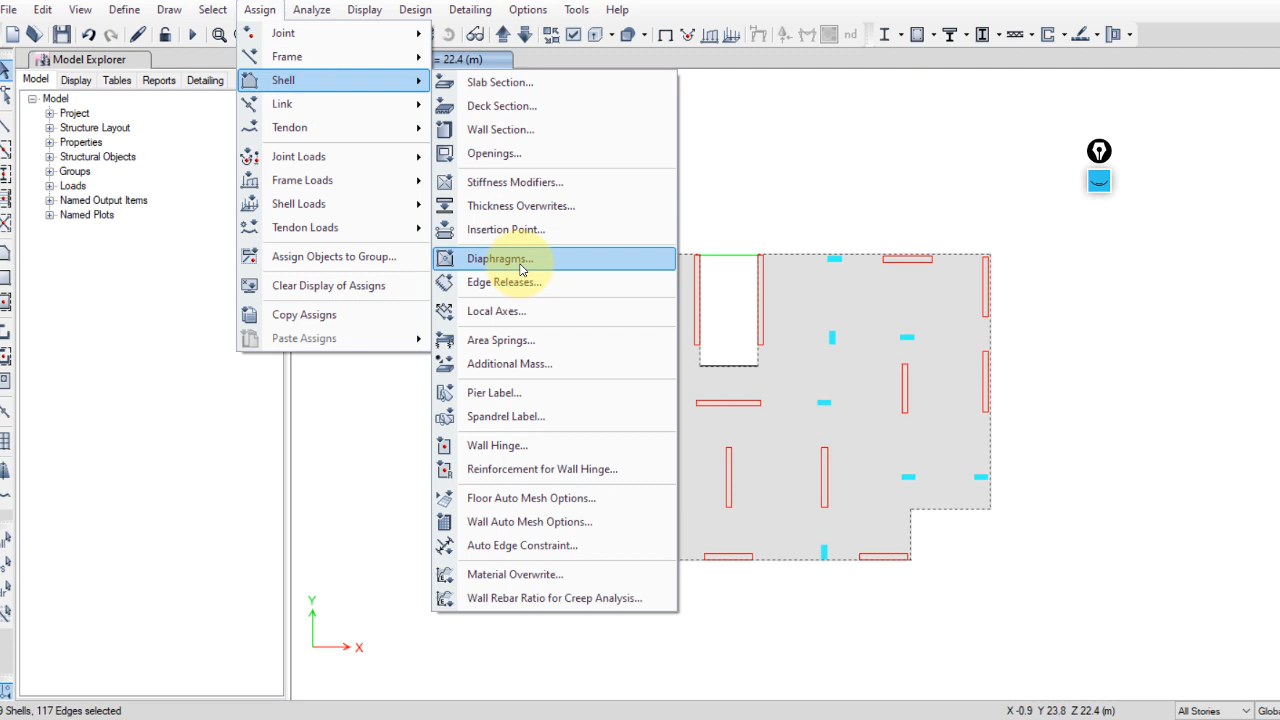 File Edit View Define Draw Select Assign Analyze Display Design Detailing Options Tools Help
nd
Model Explorer
= 22.4 (m)
Model Display Tables Reports Detailing
Model
Project
Structure Layout
Properties
Structural Objects
Groups
Loads
Named Output Items
Named Plots
Joint
Frame
Shell
Link
Tendon
Joint Loads
Frame Loads
Shell Loads
Tendon Loads
Assign Objects to Group...
Clear Display of Assigns
Copy Assigns
Paste Assigns
Slab Section...
Deck Section...
Wall Section...
Openings...
Stiffness Modifiers...
Thickness Overwrites...
Insertion Point...
Diaphragms...
Edge Releases...
Local Axes...
Area Springs...
Additional Mass...
Pier Label...
Spandrel Label...
Wall Hinge...
Reinforcement for Wall Hinge...
Floor Auto Mesh Options...
Wall Auto Mesh Options...
Auto Edge Constraint...
Material Overwrite...
Wall Rebar Ratio for Creep Analysis...
Y
X
9 Shells, 117 Edges selected
X -0.9 Y 23.8 Z 22.4 (m)
All Stories
Globa